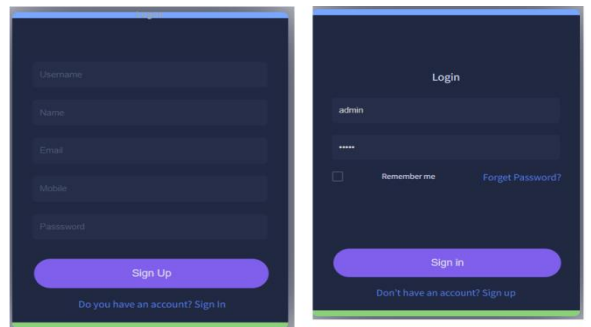 Username
Name
Email
Mobile
Passsword
Sign Up
Do you have an account? Sign In
Login
admin
•••••
Remember me
Forget Password?
Sign in
Don't have an account? Sign up